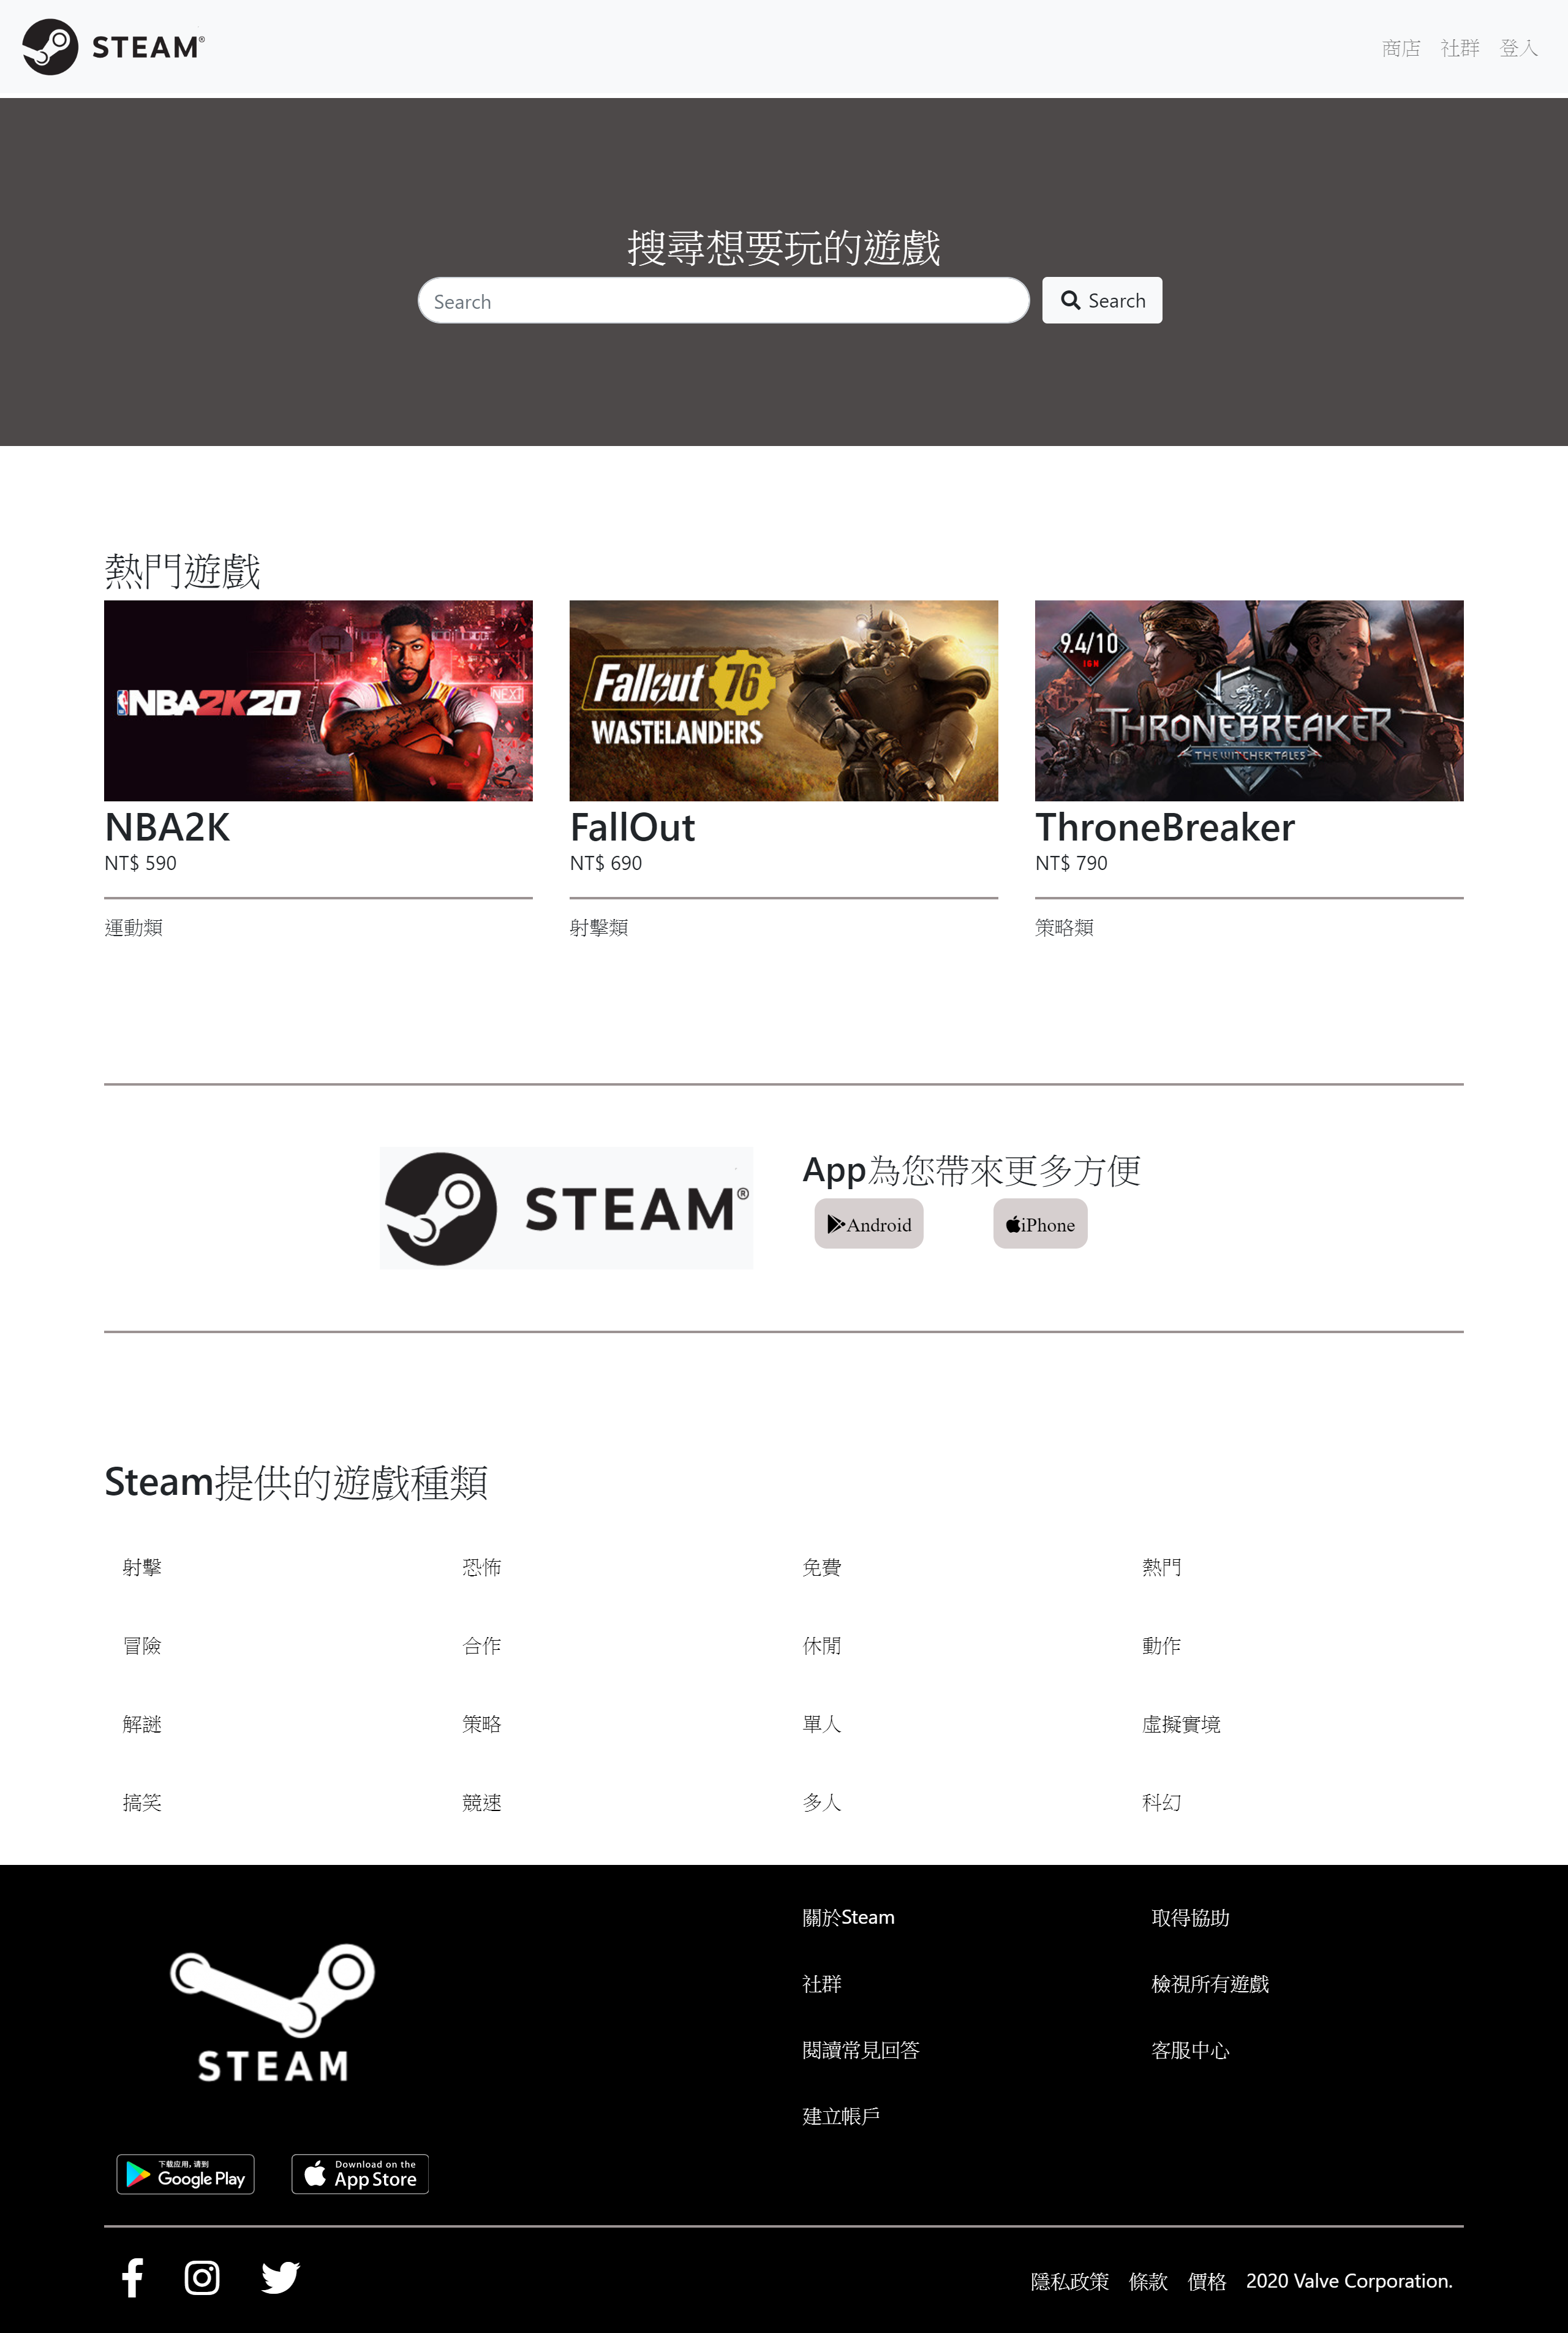 STEAM®
商店 社群 登入
搜尋想要玩的遊戲
Search Search
熱門遊戲
NBA2K20
NEXT
Fallout 76
WASTELANDERS
9.4/10
IGN
THRONEBREAKER
THE WITCHER TALES
NBA2K FallOut ThroneBreaker
NT$ 590 NT$ 690 NT$ 790
運動類 射擊類 策略類
STEAM®
App為您帶來更多方便
Android iPhone
Steam提供的遊戲種類
射擊 恐怖 免費 熱門
冒險 合作 休閒 動作
解謎 策略 單人 虛擬實境
搞笑 競速 多人 科幻
關於Steam 取得協助
社群 檢視所有遊戲
閱讀常見回答 客服中心
建立帳戶
STEAM
下载应用,请到
Google Play
Download on the
App Store
隱私政策 條款 價格 2020 Valve Corporation.